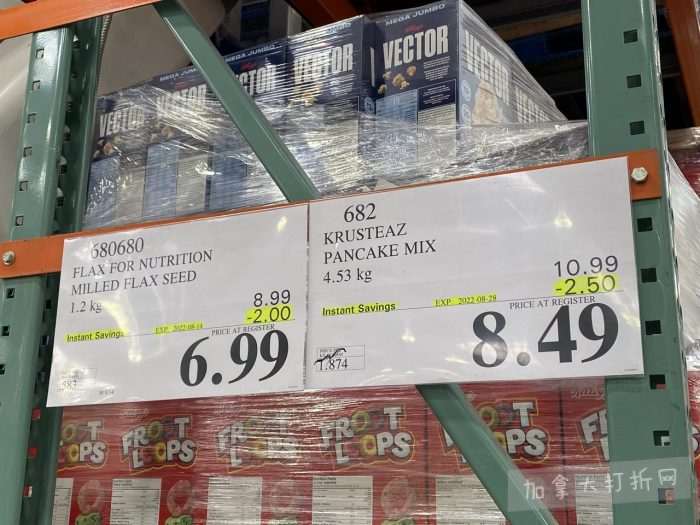 MEGA JUMBO
MEGA JUMBO
VECTOR
VECTOR
VECTOR
VECTOR
VECTOR
VECTOR
680680
FLAX FOR NUTRITION
MILLED FLAX SEED
1.2 kg
8.99
-2.00
Instant Savings
EXP. 2022-08-14
PRICE AT REGISTER
6.99
682
KRUSTEAZ
PANCAKE MIX
4.53 kg
10.99
-2.50
Instant Savings
EXP. 2022-08-28
PRICE AT REGISTER
8.49
1.874
FROOT LOOPS
FROOT LOOPS
FROOT LOOPS
FROOT LOOPS
加拿大打折网